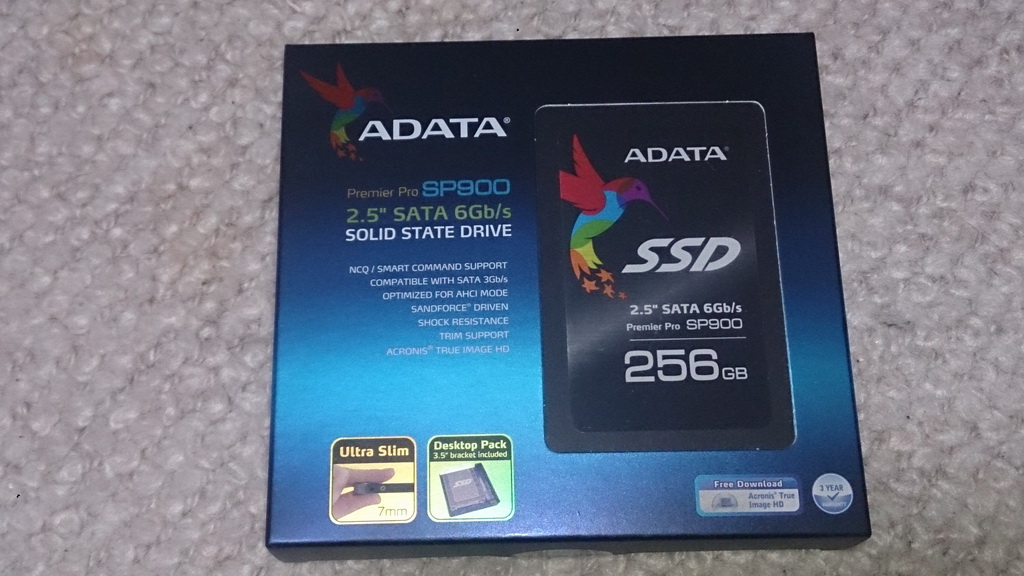 ADATA®
Premier Pro SP900
2.5" SATA 6Gb/s
SOLID STATE DRIVE
NCQ / SMART COMMAND SUPPORT
COMPATIBLE WITH SATA 3Gb/s
OPTIMIZED FOR AHCI MODE
SANDFORCE® DRIVEN
SHOCK RESISTANCE
TRIM SUPPORT
ACRONIS® TRUE IMAGE HD
Ultra Slim
7mm
Desktop Pack
3.5" bracket included
SSD
ADATA®
SSD
2.5" SATA 6Gb/s
Premier Pro SP900
256GB
Free Download
Acronis® True
Image HD
3 YEAR
WARRANTY